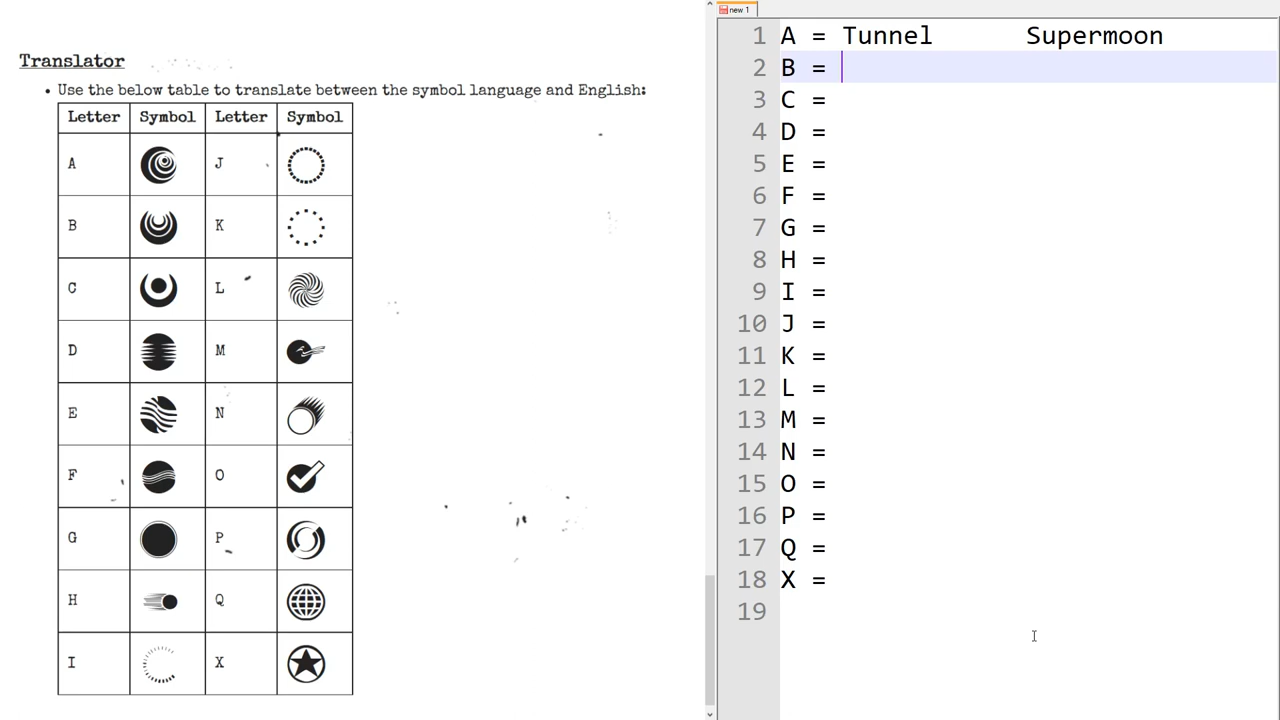 Translator
• Use the below table to translate between the symbol language and English:
Letter Symbol Letter Symbol
A J
B K
C L
D M
E N
F O
G P
H Q
I X
new 1
1 A = Tunnel Supermoon
2 B =
3 C =
4 D =
5 E =
6 F =
7 G =
8 H =
9 I =
10 J =
11 K =
12 L =
13 M =
14 N =
15 O =
16 P =
17 Q =
18 X =
19